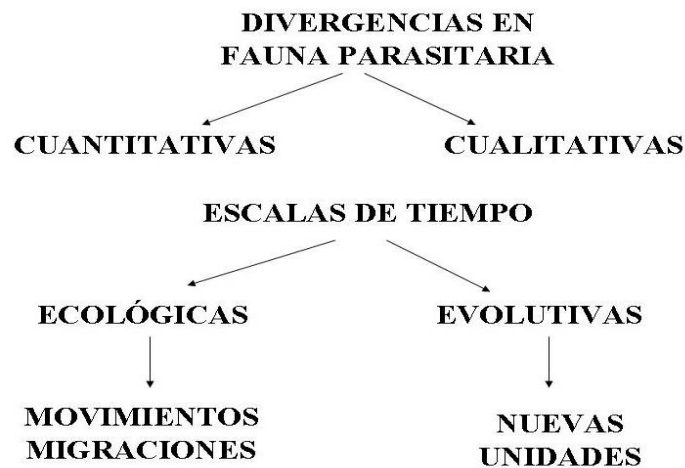 DIVERGENCIAS EN
FAUNA PARASITARIA
CUANTITATIVAS
CUALITATIVAS
ESCALAS DE TIEMPO
ECOLÓGICAS
EVOLUTIVAS
MOVIMIENTOS
MIGRACIONES
NUEVAS
UNIDADES